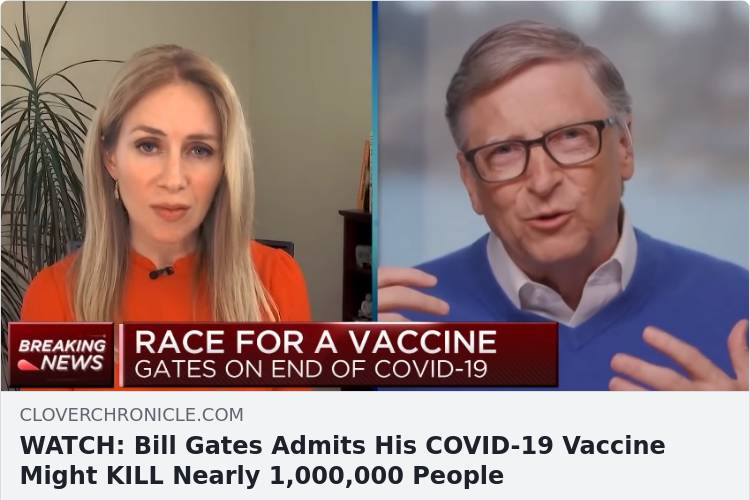 BREAKING
NEWS
RACE FOR A VACCINE
GATES ON END OF COVID-19
CLOVERCHRONICLE.COM
WATCH: Bill Gates Admits His COVID-19 Vaccine
Might KILL Nearly 1,000,000 People